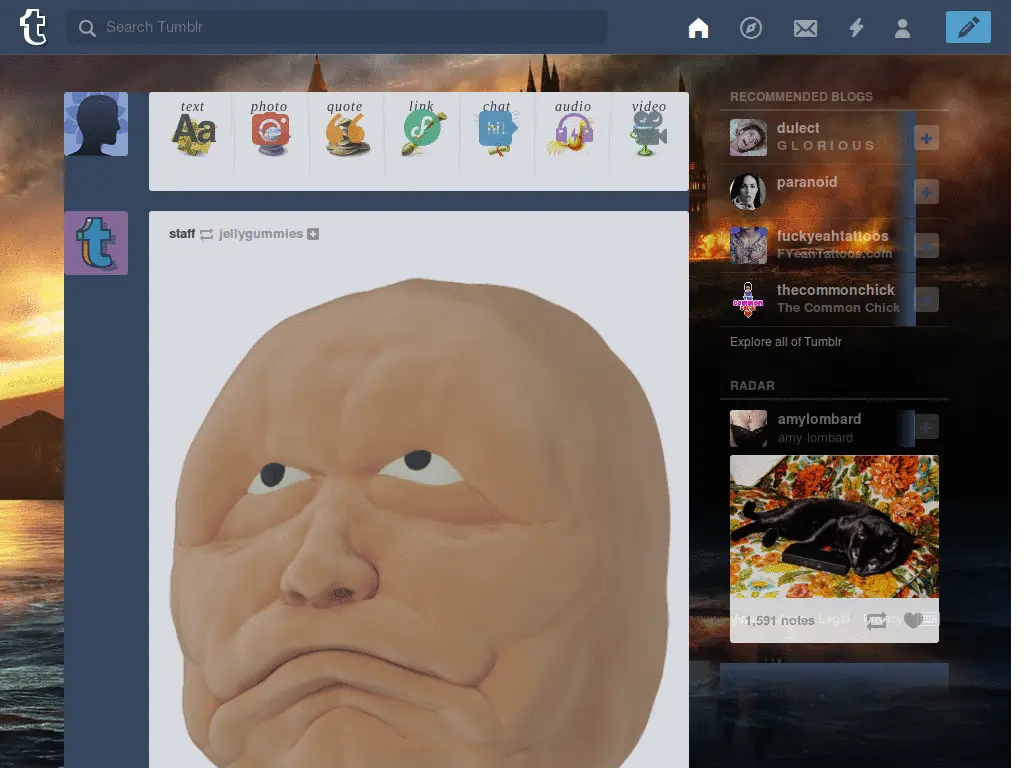 t
Search Tumblr
text photo quote link chat audio video
Aa hi!
RECOMMENDED BLOGS
dulect
G L O R I O U S
paranoid
fuckyeahtattoos
FYeahTattoos.com
thecommonchick
The Common Chick
Explore all of Tumblr
staff jellygummies
t
RADAR
amylombard
amy lombard
1,591 notes
Legal Privacy